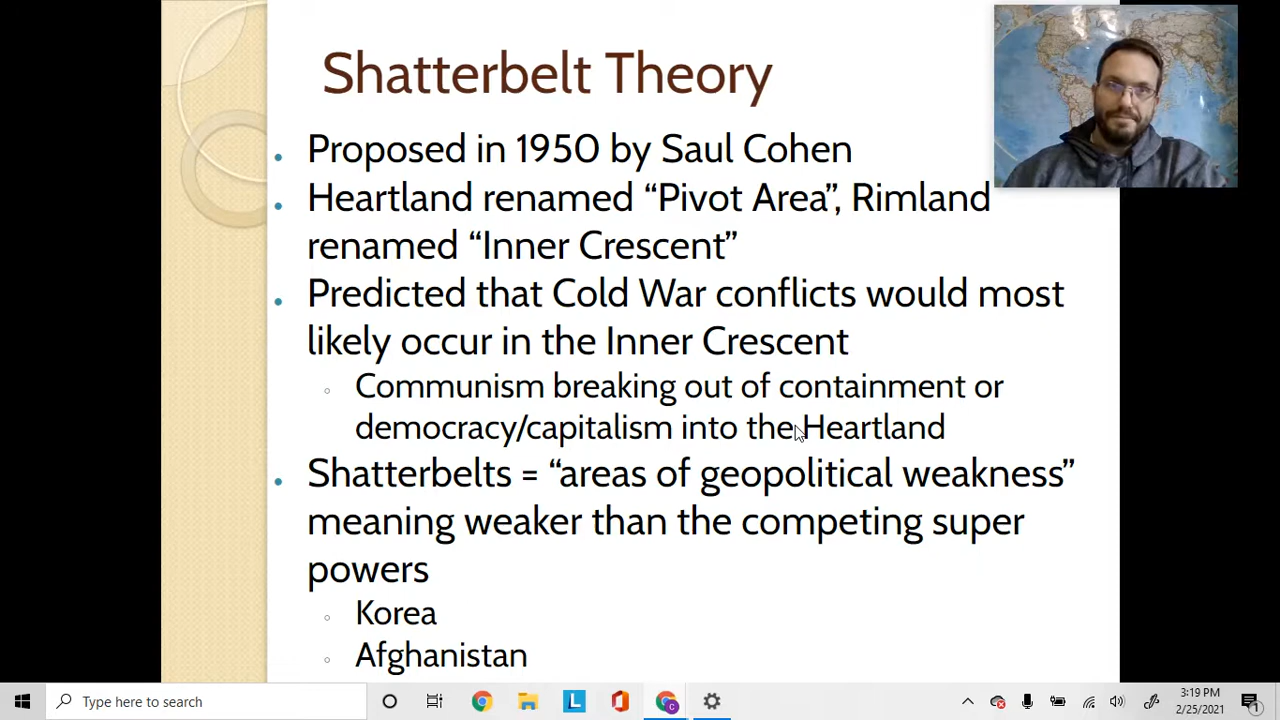 Shatterbelt Theory
Proposed in 1950 by Saul Cohen
Heartland renamed “Pivot Area”, Rimland
renamed “Inner Crescent”
Predicted that Cold War conflicts would most
likely occur in the Inner Crescent
Communism breaking out of containment or
democracy/capitalism into the Heartland
Shatterbelts = “areas of geopolitical weakness”
meaning weaker than the competing super
powers
Korea
Afghanistan
Type here to search
L
c
3:19 PM
2/25/2021
1